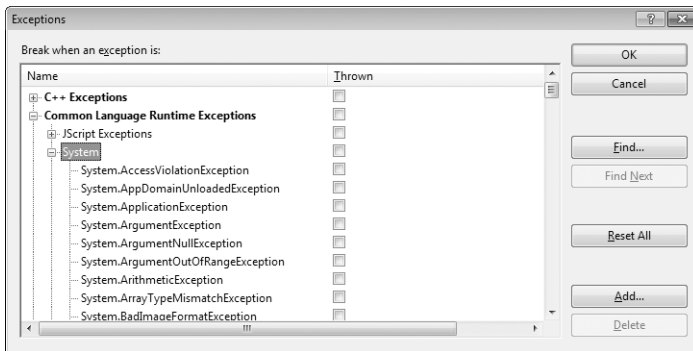 Exceptions
Break when an exception is:
Name Thrown
C++ Exceptions
Common Language Runtime Exceptions
JScript Exceptions
System
System.AccessViolationException
System.AppDomainUnloadedException
System.ApplicationException
System.ArgumentException
System.ArgumentNullException
System.ArgumentOutOfRangeException
System.ArithmeticException
System.ArrayTypeMismatchException
System.BadImageFormatException
OK
Cancel
Find...
Find Next
Reset All
Add...
Delete